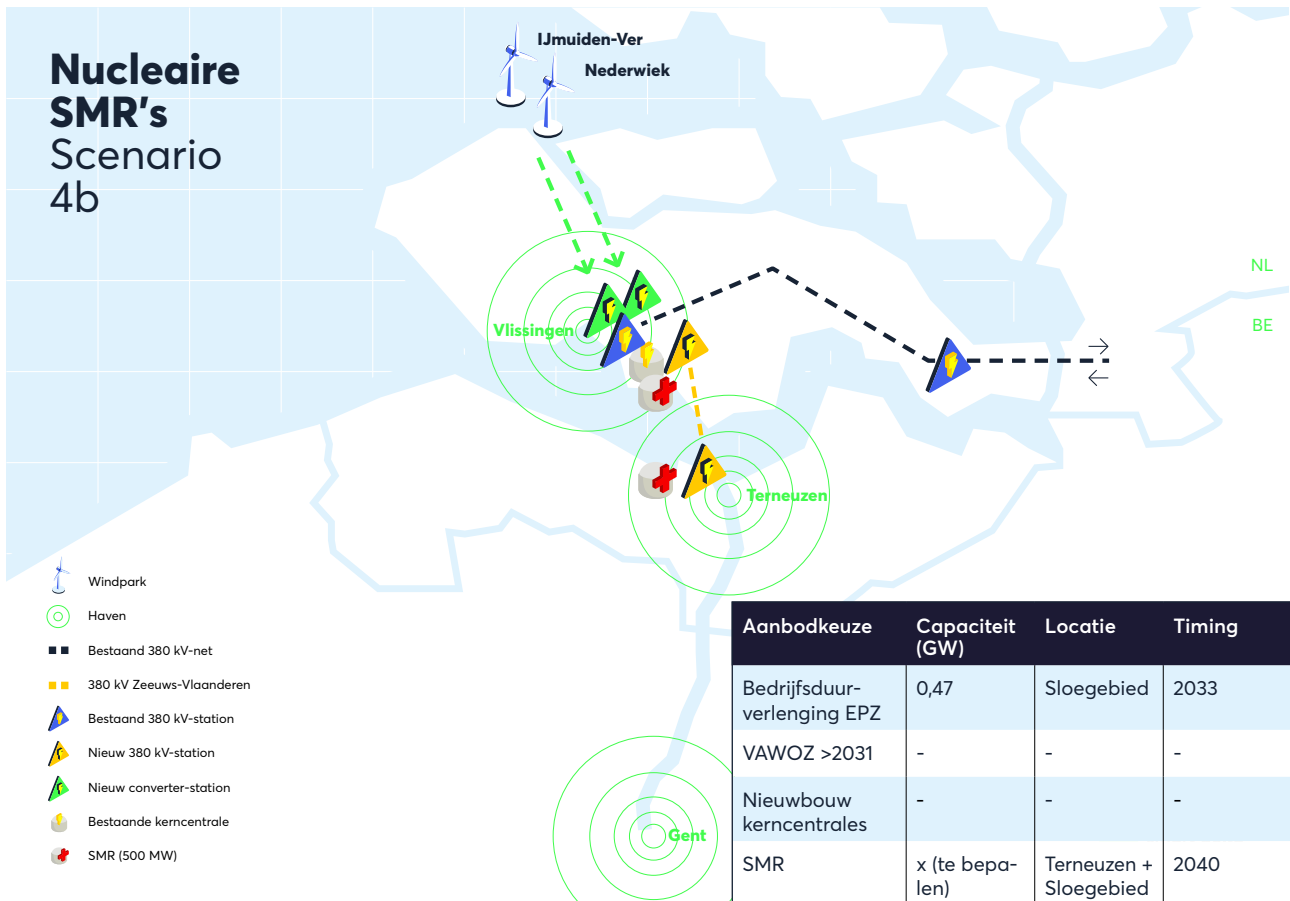 Nucleaire
SMR's
Scenario
4b
IJmuiden-Ver
Nederwiek
NL
BE
Vlissingen
Terneuzen
Gent
Windpark
Haven
Bestaand 380 kV-net
380 kV Zeeuws-Vlaanderen
Bestaand 380 kV-station
Nieuw 380 kV-station
Nieuw converter-station
Bestaande kerncentrale
SMR (500 MW)
Aanbodkeuze Capaciteit (GW) Locatie Timing
Bedrijfsduur-
verlenging EPZ 0,47 Sloegebied 2033
VAWOZ >2031 - - -
Nieuwbouw
kerncentrales - - -
SMR x (te bepa-
len) Terneuzen +
Sloegebied 2040